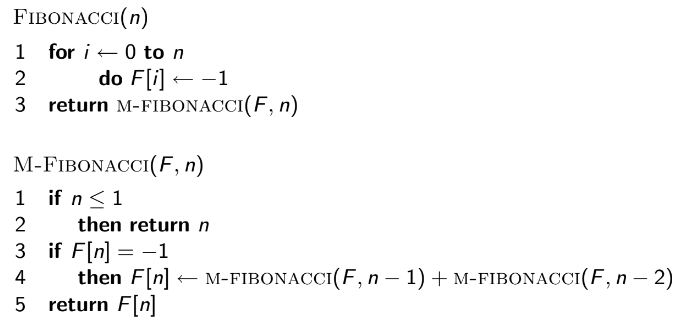 FIBONACCI(n)
1 for i ← 0 to n
2 do F[i] ← −1
3 return M-FIBONACCI(F, n)
M-FIBONACCI(F, n)
1 if n ≤ 1
2 then return n
3 if F[n] = −1
4 then F[n] ← M-FIBONACCI(F, n − 1) + M-FIBONACCI(F, n − 2)
5 return F[n]